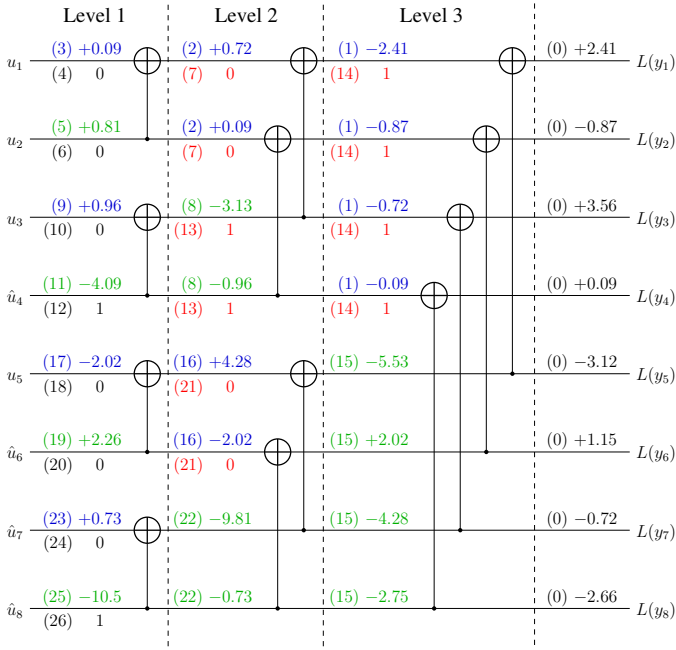 Level 1 Level 2 Level 3
(3) +0.09 (2) +0.72 (1) −2.41 (0) +2.41
u₁ L(y₁)
(4) 0 (7) 0 (14) 1
(5) +0.81 (2) +0.09 (1) −0.87 (0) −0.87
u₂ L(y₂)
(6) 0 (7) 0 (14) 1
(9) +0.96 (8) −3.13 (1) −0.72 (0) +3.56
u₃ L(y₃)
(10) 0 (13) 1 (14) 1
(11) −4.09 (8) −0.96 (1) −0.09 (0) +0.09
û₄ L(y₄)
(12) 1 (13) 1 (14) 1
(17) −2.02 (16) +4.28 (15) −5.53 (0) −3.12
u₅ L(y₅)
(18) 0 (21) 0
(19) +2.26 (16) −2.02 (15) +2.02 (0) +1.15
û₆ L(y₆)
(20) 0 (21) 0
(23) +0.73 (22) −9.81 (15) −4.28 (0) −0.72
û₇ L(y₇)
(24) 0
(25) −10.5 (22) −0.73 (15) −2.75 (0) −2.66
û₈ L(y₈)
(26) 1